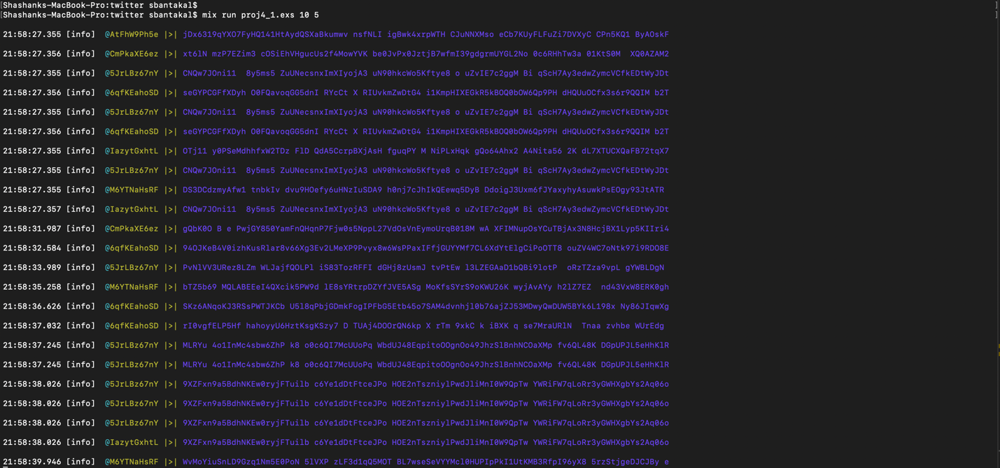 [Shashanks-MacBook-Pro:twitter sbantakal$ ]
[Shashanks-MacBook-Pro:twitter sbantakal$ mix run proj4_1.exs 10 5 ]
21:58:27.355 [info]  @AtFhW9Ph5e |>| jDx6319qYXO7FyHQ141HtAydQSXaBkumwv nsfNLI igBwk4xrpWTH CJuNNXMso eCb7KUyFLFuZi7DVXyC CPn5KQ1 ByAOskF
21:58:27.356 [info]  @CmPkaXE6ez |>| xt6lN mzP7EZim3 cOSiEhVHgucUs2f4MowYVK be0JvPx0JztjB7wfmI39gdgrmUYGL2No 0c6RHhTw3a 01KtS0M  XQ0AZAM2
21:58:27.355 [info]  @5JrLBz67nY |>| CNQw7JOni11  8y5ms5 ZuUNecsnxImXIyojA3 uN90hkcWo5Kftye8 o uZvIE7c2ggM Bi qScH7Ay3edwZymcVCfkEDtWyJDt
21:58:27.356 [info]  @6qfKEahoSD |>| seGYPCGFfXDyh O0FQavoqGG5dnI RYcCt X RIUvkmZwDtG4 i1KmpHIXEGkR5kBOQ0bOW6Qp9PH dHQUuOCfx3s6r9QQIM b2T
21:58:27.355 [info]  @5JrLBz67nY |>| CNQw7JOni11  8y5ms5 ZuUNecsnxImXIyojA3 uN90hkcWo5Kftye8 o uZvIE7c2ggM Bi qScH7Ay3edwZymcVCfkEDtWyJDt
21:58:27.356 [info]  @6qfKEahoSD |>| seGYPCGFfXDyh O0FQavoqGG5dnI RYcCt X RIUvkmZwDtG4 i1KmpHIXEGkR5kBOQ0bOW6Qp9PH dHQUuOCfx3s6r9QQIM b2T
21:58:27.355 [info]  @IazytGxhtL |>| OTj11 y0PSeMdhhfxW2TDz FlD QdA5CcrpBXjAsH fguqPY M NiPLxHqk gQo64Ahx2 A4Nita56 2K dL7XTUCXQaFB72tqX7
21:58:27.355 [info]  @5JrLBz67nY |>| CNQw7JOni11  8y5ms5 ZuUNecsnxImXIyojA3 uN90hkcWo5Kftye8 o uZvIE7c2ggM Bi qScH7Ay3edwZymcVCfkEDtWyJDt
21:58:27.355 [info]  @M6YTNaHsRF |>| DS3DCdzmyAfw1 tnbkIv dvu9HOefy6uHNzIuSDA9 h0nj7cJhIkQEewq5DyB DdoigJ3Uxm6fJYaxyhyAsuwkPsEOgy93JtATR
21:58:27.357 [info]  @IazytGxhtL |>| CNQw7JOni11  8y5ms5 ZuUNecsnxImXIyojA3 uN90hkcWo5Kftye8 o uZvIE7c2ggM Bi qScH7Ay3edwZymcVCfkEDtWyJDt
21:58:31.987 [info]  @CmPkaXE6ez |>| gQbK0O B e PwjGY850YamFnQHqnP7Fjw0s5NppL27VdOsVnEymoUrqB018M wA XFIMNupOsYCuTBjAx3N8HcjBX1Lyp5KIIri4
21:58:32.584 [info]  @6qfKEahoSD |>| 94OJKeB4V0izhKusRlar8v66Xg3Ev2LMeXP9Pvyx8w6WsPPaxIFfjGUYYMf7CL6XdYtElgCiPoOTT8 ouZV4WC7oNtk97i9RDO8E
21:58:33.989 [info]  @5JrLBz67nY |>| PvNlVV3URez8LZm WLJajfQOLPl iS83TozRFFI dGHj8zUsmJ tvPtEw l3LZEGAaD1bQBi9lotP  oRzTZza9vpL gYWBLDgN
21:58:35.258 [info]  @M6YTNaHsRF |>| bTZ5b69 MQLABEEeI4QXcik5PW9d lEBsYRtrpDZYfJVE5ASg MoKfsSYrS9oKWU26K wyjAvAYy h2lZ7EZ  nd43VxW8ERK0gh
21:58:36.626 [info]  @6qfKEahoSD |>| SKz6ANqoKJ3RSsPWTJKCb U5l8qPbjGDmkFogIPFbG5Etb45o7SAM4dvnhjl0b76ajZJ53MDwyQwDUW5BYk6L198x Ny86JIqwXg
21:58:37.032 [info]  @6qfKEahoSD |>| rI0vgfELP5Hf hahoyyU6HztKsgKSzy7 D TUAj4DOOrQN6kp X rTm 9xkC k iBXK q se7MraURlN  Tnaa zvhbe WUrEdg
21:58:37.245 [info]  @5JrLBz67nY |>| MLRYu 4o1InMc4sbw6ZhP k8 o0c6QI7McUUoPq WbdUJ48EqpitoOOgnOo49JhzSlBnhNCOaXMp fv6QL48K DGpUPJL5eHhKlR
21:58:37.245 [info]  @5JrLBz67nY |>| MLRYu 4o1InMc4sbw6ZhP k8 o0c6QI7McUUoPq WbdUJ48EqpitoOOgnOo49JhzSlBnhNCOaXMp fv6QL48K DGpUPJL5eHhKlR
21:58:38.026 [info]  @5JrLBz67nY |>| 9XZFxn9a5BdhNKEw0ryjFTuilb c6Ye1dDtFtceJPo HOE2nTszniylPwdJliMnI0W9QpTw YWRiFW7qLoRr3yGWHXgbYs2Aq06o
21:58:38.026 [info]  @5JrLBz67nY |>| 9XZFxn9a5BdhNKEw0ryjFTuilb c6Ye1dDtFtceJPo HOE2nTszniylPwdJliMnI0W9QpTw YWRiFW7qLoRr3yGWHXgbYs2Aq06o
21:58:38.026 [info]  @5JrLBz67nY |>| 9XZFxn9a5BdhNKEw0ryjFTuilb c6Ye1dDtFtceJPo HOE2nTszniylPwdJliMnI0W9QpTw YWRiFW7qLoRr3yGWHXgbYs2Aq06o
21:58:38.026 [info]  @IazytGxhtL |>| 9XZFxn9a5BdhNKEw0ryjFTuilb c6Ye1dDtFtceJPo HOE2nTszniylPwdJliMnI0W9QpTw YWRiFW7qLoRr3yGWHXgbYs2Aq06o
21:58:39.946 [info]  @M6YTNaHsRF |>| WvMoYiuSnLD9Gzq1Nm5E0PoN 5lVXP zLF3d1qQ5MOT BL7wseSeVYYMcl0HUPIpPkI1UtKMB3RfpI96yX8 5rzStjgeDJCJBy e